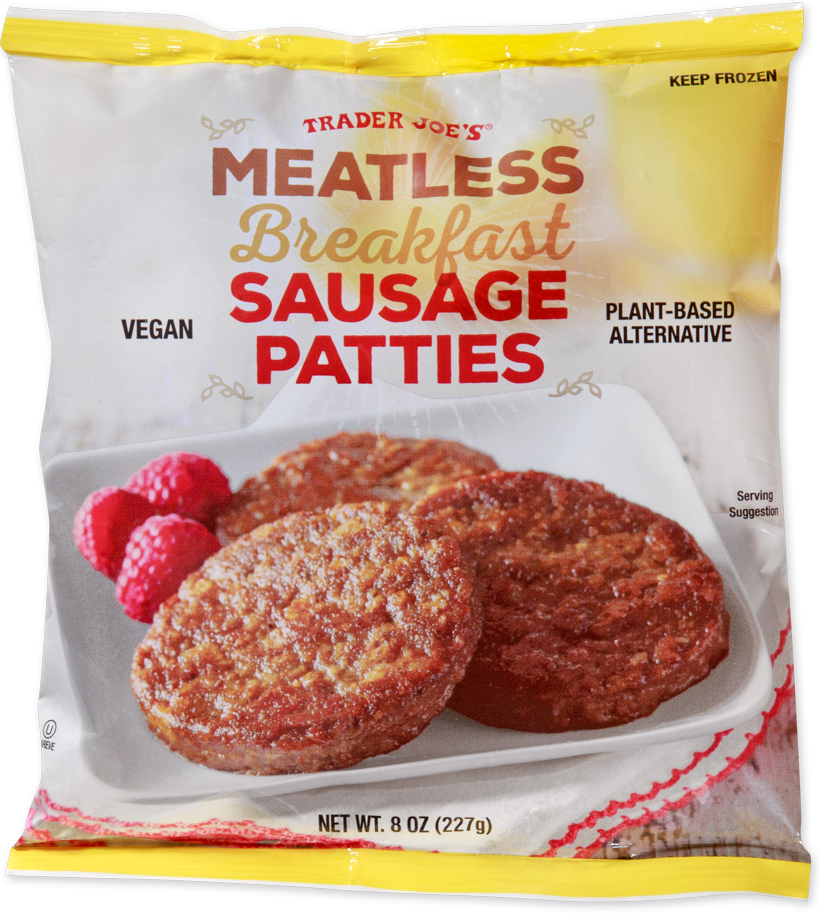 KEEP FROZEN
TRADER JOE'S®
MEATLESS
Breakfast
SAUSAGE
PATTIES
VEGAN
PLANT-BASED
ALTERNATIVE
Serving
Suggestion
U
NET WT. 8 OZ (227g)